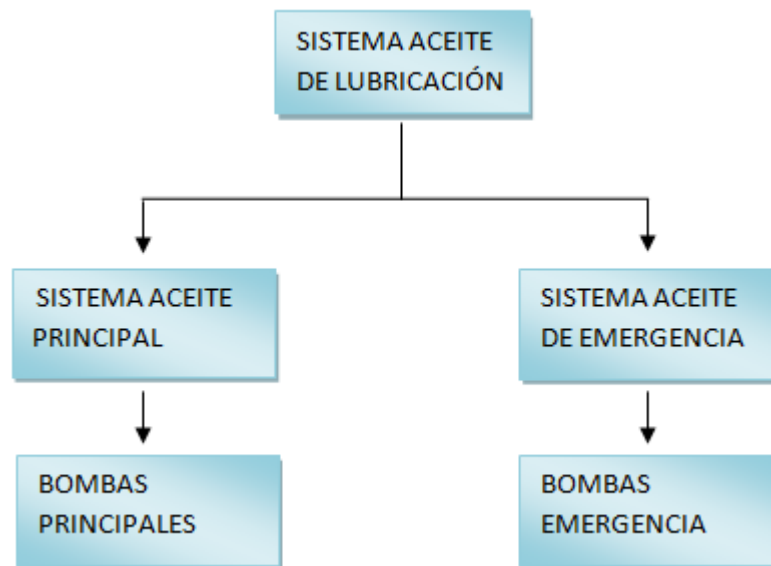 SISTEMA ACEITE
DE LUBRICACIÓN
SISTEMA ACEITE
PRINCIPAL
SISTEMA ACEITE
DE EMERGENCIA
BOMBAS
PRINCIPALES
BOMBAS
EMERGENCIA